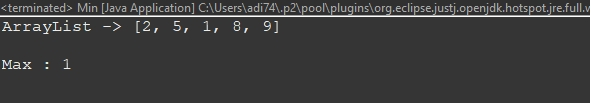 <terminated> Min [Java Application] C:\Users\adi74\.p2\pool\plugins\org.eclipse.justj.openjdk.hotspot.jre.full.v
ArrayList -> [2, 5, 1, 8, 9]
Max : 1